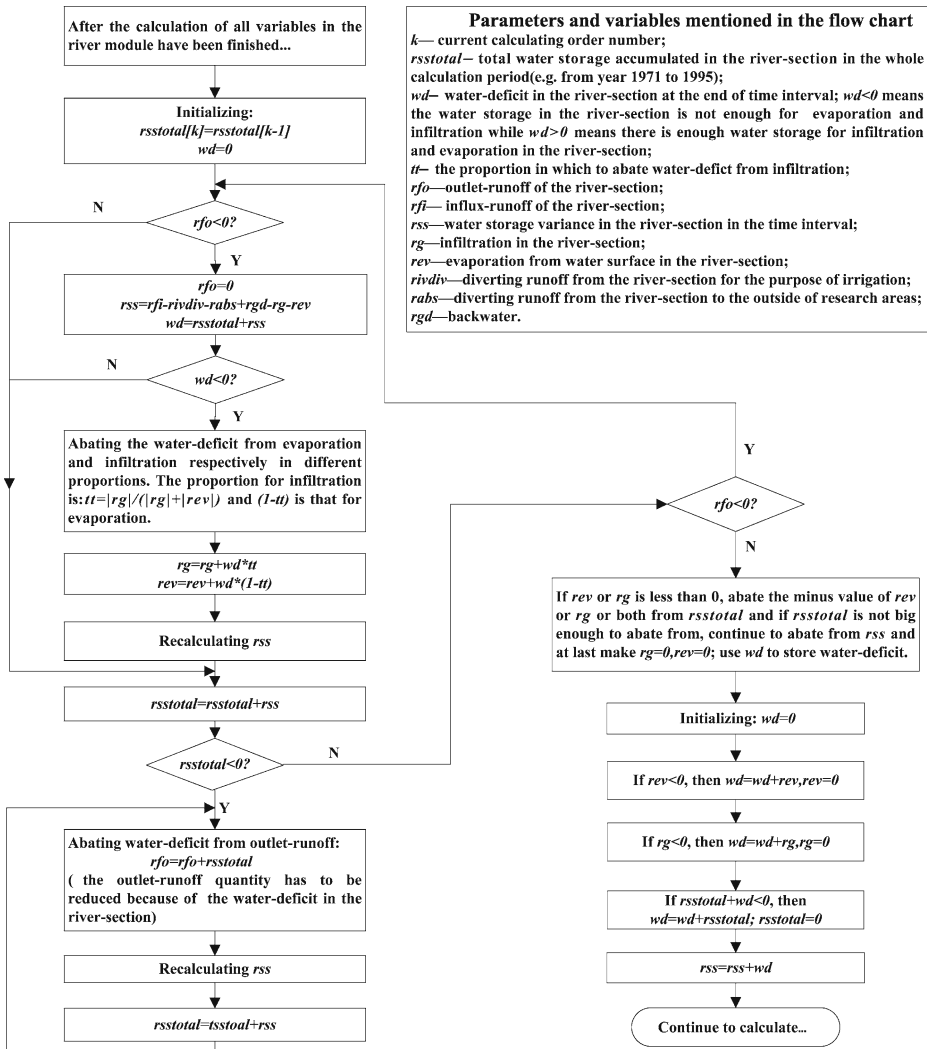 After the calculation of all variables in the
river module have been finished...
Initializing:
rsstotal[k]=rsstotal[k-1]
wd=0
N
rfo<0?
Y
rfo=0
rss=rfi-rivdiv-rabs+rgd-rg-rev
wd=rsstotal+rss
N
wd<0?
Y
Abating the water-deficit from evaporation
and infiltration respectively in different
proportions. The proportion for infiltration
is:tt=|rg|/(|rg|+|rev|) and (1-tt) is that for
evaporation.
rg=rg+wd*tt
rev=rev+wd*(1-tt)
Recalculating rss
rsstotal=rsstotal+rss
rsstotal<0?
N
Y
Abating water-deficit from outlet-runoff:
rfo=rfo+rsstotal
( the outlet-runoff quantity has to be
reduced because of the water-deficit in the
river-section)
Recalculating rss
rsstotal=tsstoal+rss
Parameters and variables mentioned in the flow chart
k— current calculating order number;
rsstotal– total water storage accumulated in the river-section in the whole
calculation period(e.g. from year 1971 to 1995);
wd– water-deficit in the river-section at the end of time interval; wd<0 means
the water storage in the river-section is not enough for evaporation and
infiltration while wd>0 means there is enough water storage for infiltration
and evaporation in the river-section;
tt– the proportion in which to abate water-defict from infiltration;
rfo—outlet-runoff of the river-section;
rfi— influx-runoff of the river-section;
rss—water storage variance in the river-section in the time interval;
rg—infiltration in the river-section;
rev—evaporation from water surface in the river-section;
rivdiv—diverting runoff from the river-section for the purpose of irrigation;
rabs—diverting runoff from the river-section to the outside of research areas;
rgd—backwater.
Y
rfo<0?
N
If rev or rg is less than 0, abate the minus value of rev
or rg or both from rsstotal and if rsstotal is not big
enough to abate from, continue to abate from rss and
at last make rg=0,rev=0; use wd to store water-deficit.
Initializing: wd=0
If rev<0, then wd=wd+rev,rev=0
If rg<0, then wd=wd+rg,rg=0
If rsstotal+wd<0, then
wd=wd+rsstotal; rsstotal=0
rss=rss+wd
Continue to calculate...